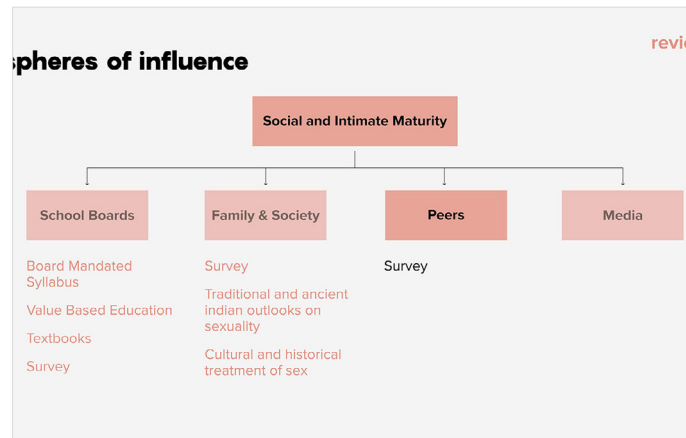 revi
spheres of influence
Social and Intimate Maturity
School Boards
Family & Society
Peers
Media
Board Mandated
Syllabus
Value Based Education
Textbooks
Survey
Survey
Traditional and ancient
indian outlooks on
sexuality
Cultural and historical
treatment of sex
Survey